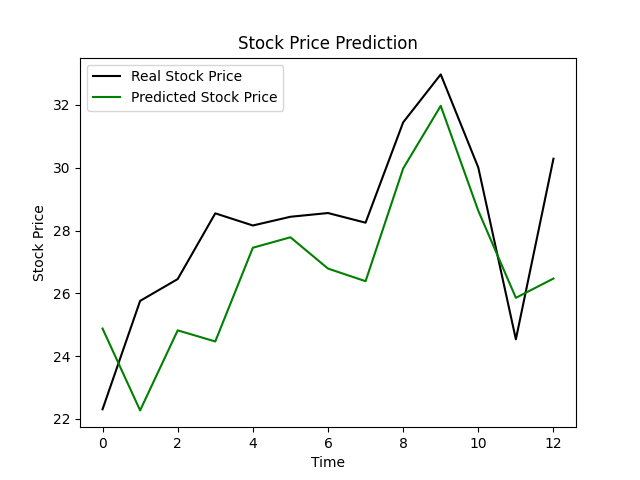 Stock Price Prediction
Real Stock Price
Predicted Stock Price
Stock Price
32
30
28
26
24
22
0 2 4 6 8 10 12
Time